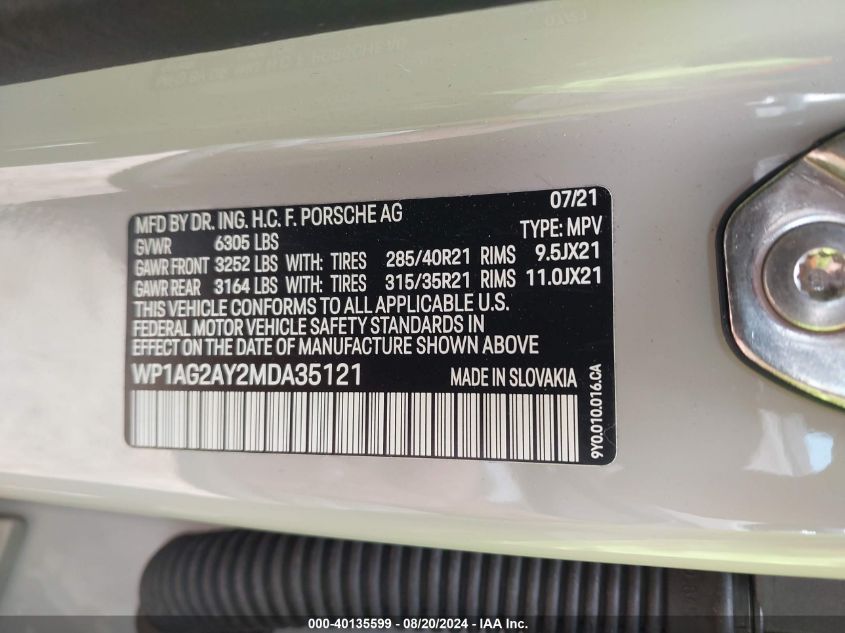 07/21
MFD BY DR. ING. H.C. F. PORSCHE AG
TYPE: MPV
GVWR 6305 LBS
GAWR FRONT 3252 LBS WITH: TIRES 285/40R21 RIMS 9.5JX21
GAWR REAR 3164 LBS WITH: TIRES 315/35R21 RIMS 11.0JX21
THIS VEHICLE CONFORMS TO ALL APPLICABLE U.S.
FEDERAL MOTOR VEHICLE SAFETY STANDARDS IN
EFFECT ON THE DATE OF MANUFACTURE SHOWN ABOVE
WP1AG2AY2MDA35121 MADE IN SLOVAKIA
9Y0.010.016.CA
000-40135599 - 08/20/2024 - IAA, Inc.